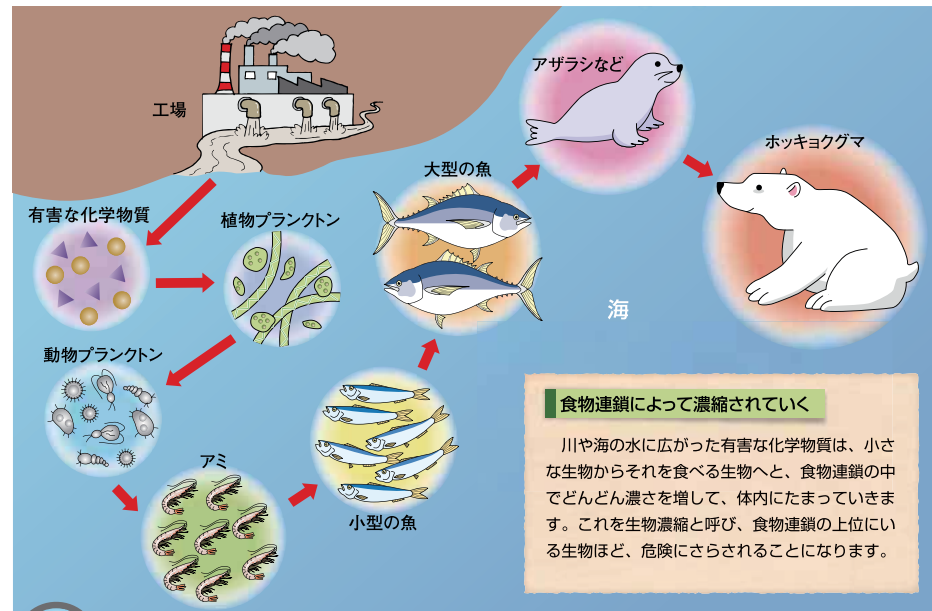 工場
有害な化学物質
植物プランクトン
動物プランクトン
アミ
小型の魚
大型の魚
アザラシなど
ホッキョクグマ
海
食物連鎖によって濃縮されていく
川や海の水に広がった有害な化学物質は、小さ
な生物からそれを食べる生物へと、食物連鎖の中
でどんどん濃さを増して、体内にたまっていきま
す。これを生物濃縮と呼び、食物連鎖の上位にい
る生物ほど、危険にさらされることになります。